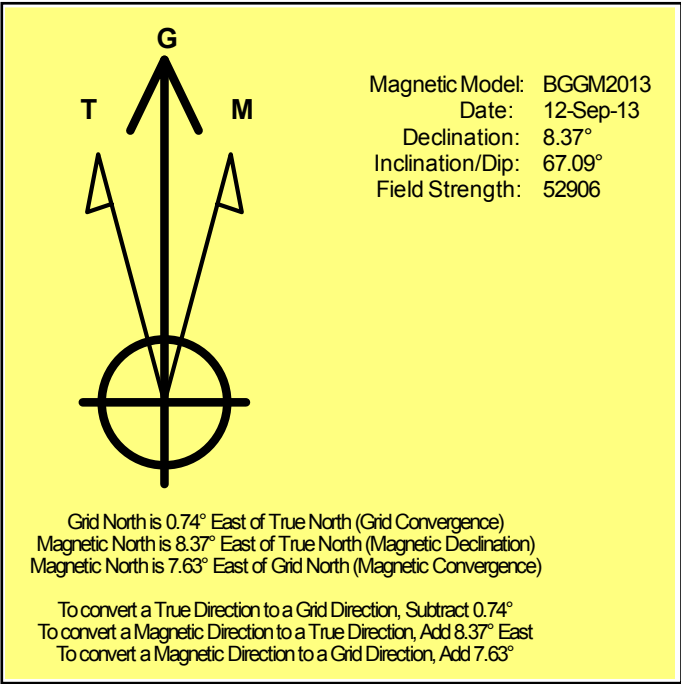 G
T M
Magnetic Model: BGGM2013
Date: 12-Sep-13
Declination: 8.37°
Inclination/Dip: 67.09°
Field Strength: 52906
Grid North is 0.74° East of True North (Grid Convergence)
Magnetic North is 8.37° East of True North (Magnetic Declination)
Magnetic North is 7.63° East of Grid North (Magnetic Convergence)
To convert a True Direction to a Grid Direction, Subtract 0.74°
To convert a Magnetic Direction to a True Direction, Add 8.37° East
To convert a Magnetic Direction to a Grid Direction, Add 7.63°